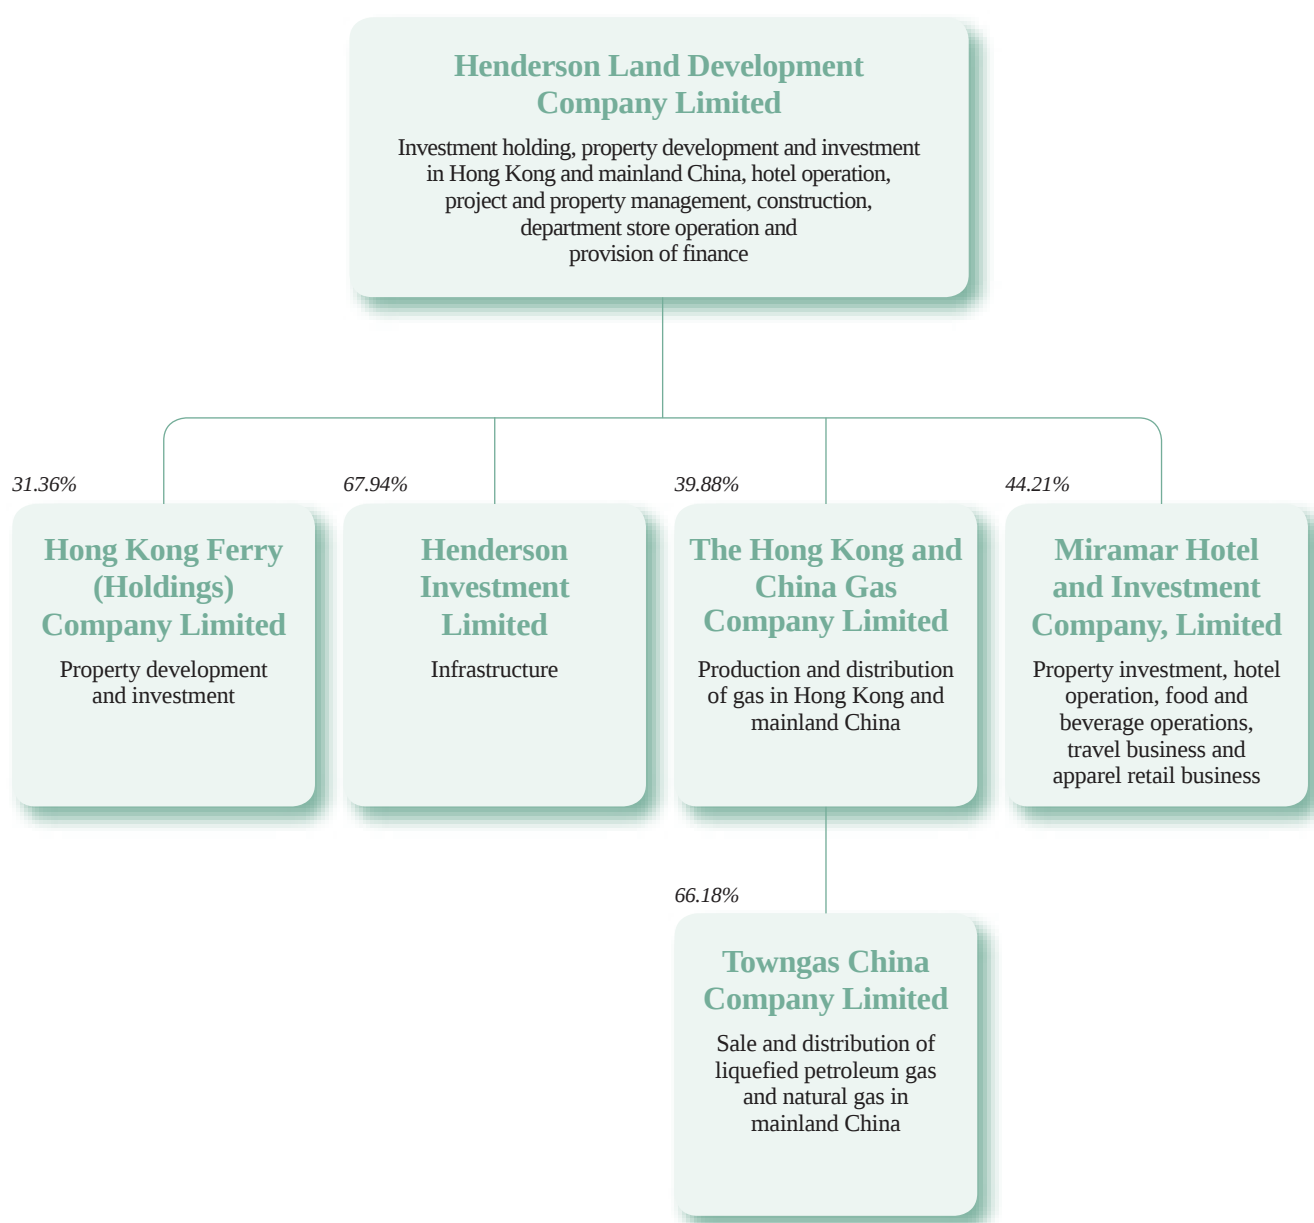 Henderson Land Development
Company Limited
Investment holding, property development and investment
in Hong Kong and mainland China, hotel operation,
project and property management, construction,
department store operation and
provision of finance
31.36%
Hong Kong Ferry
(Holdings)
Company Limited
Property development
and investment
67.94%
Henderson
Investment
Limited
Infrastructure
39.88%
The Hong Kong and
China Gas
Company Limited
Production and distribution
of gas in Hong Kong and
mainland China
44.21%
Miramar Hotel
and Investment
Company, Limited
Property investment, hotel
operation, food and
beverage operations,
travel business and
apparel retail business
66.18%
Towngas China
Company Limited
Sale and distribution of
liquefied petroleum gas
and natural gas in
mainland China